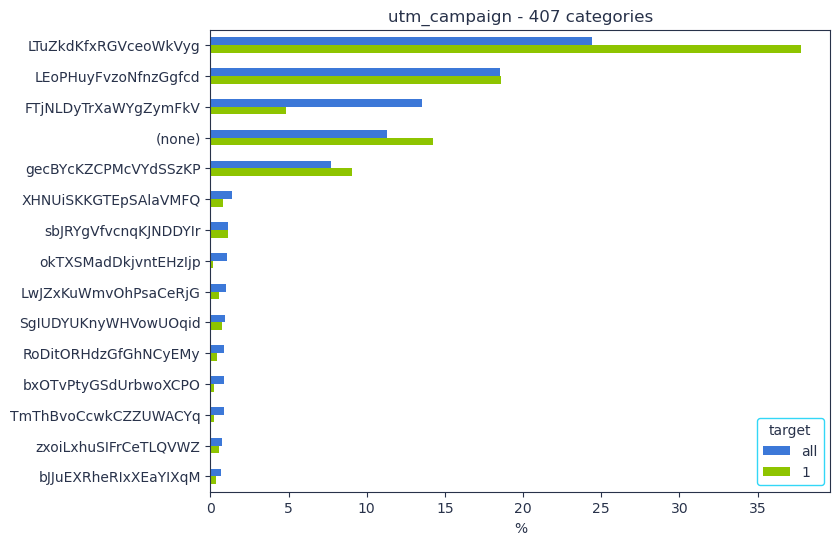 utm_campaign - 407 categories
LTuZkdKfxRGVceoWkVyg
LEoPHuyFvzoNfnzGgfcd
FTjNLDyTrXaWYgZymFkV
(none)
gecBYcKZCPMcVYdSSzKP
XHNUiSKKGTEpSAlaVMFQ
sbJRYgVfvcnqKJNDDYIr
okTXSMadDkjvntEHzIjp
LwJZxKuWmvOhPsaCeRjG
SgIUDYUKnyWHVowUOqid
RoDitORHdzGfGhNCyEMy
bxOTvPtyGSdUrbwoXCPO
TmThBvoCcwkCZZUWACYq
zxoiLxhuSIFrCeTLQVWZ
bJJuEXRheRIxXEaYIXqM
target
all
1
0 5 10 15 20 25 30 35
%